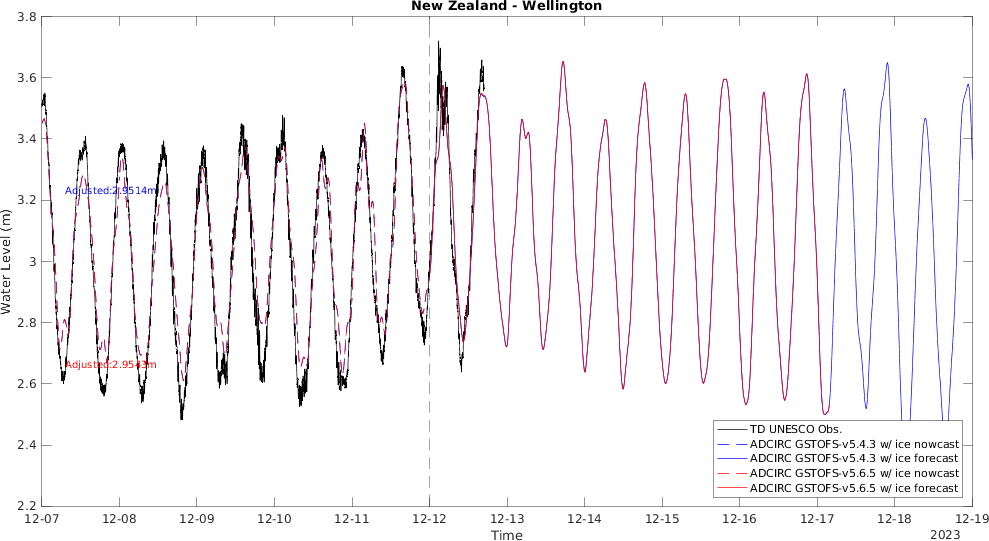 New Zealand - Wellington
3.8
3.6
3.4
3.2
3
2.8
2.6
2.4
2.2
Water Level (m)
Adjusted:2.9514m
Adjusted:2.9543m
TD UNESCO Obs.
ADCIRC GSTOFS-v5.4.3 w/ ice nowcast
ADCIRC GSTOFS-v5.4.3 w/ ice forecast
ADCIRC GSTOFS-v5.6.5 w/ ice nowcast
ADCIRC GSTOFS-v5.6.5 w/ ice forecast
12-07 12-08 12-09 12-10 12-11 12-12 12-13 12-14 12-15 12-16 12-17 12-18 12-19
Time
2023